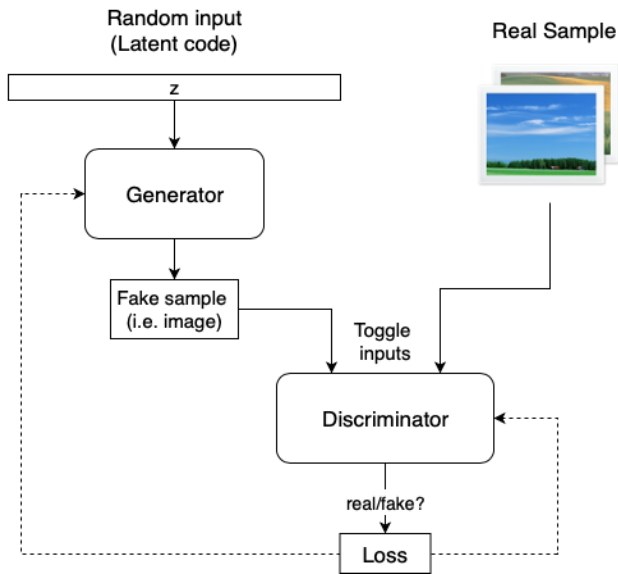 Random input
(Latent code)
Real Sample
z
Generator
Fake sample
(i.e. image)
Toggle
inputs
Discriminator
real/fake?
Loss